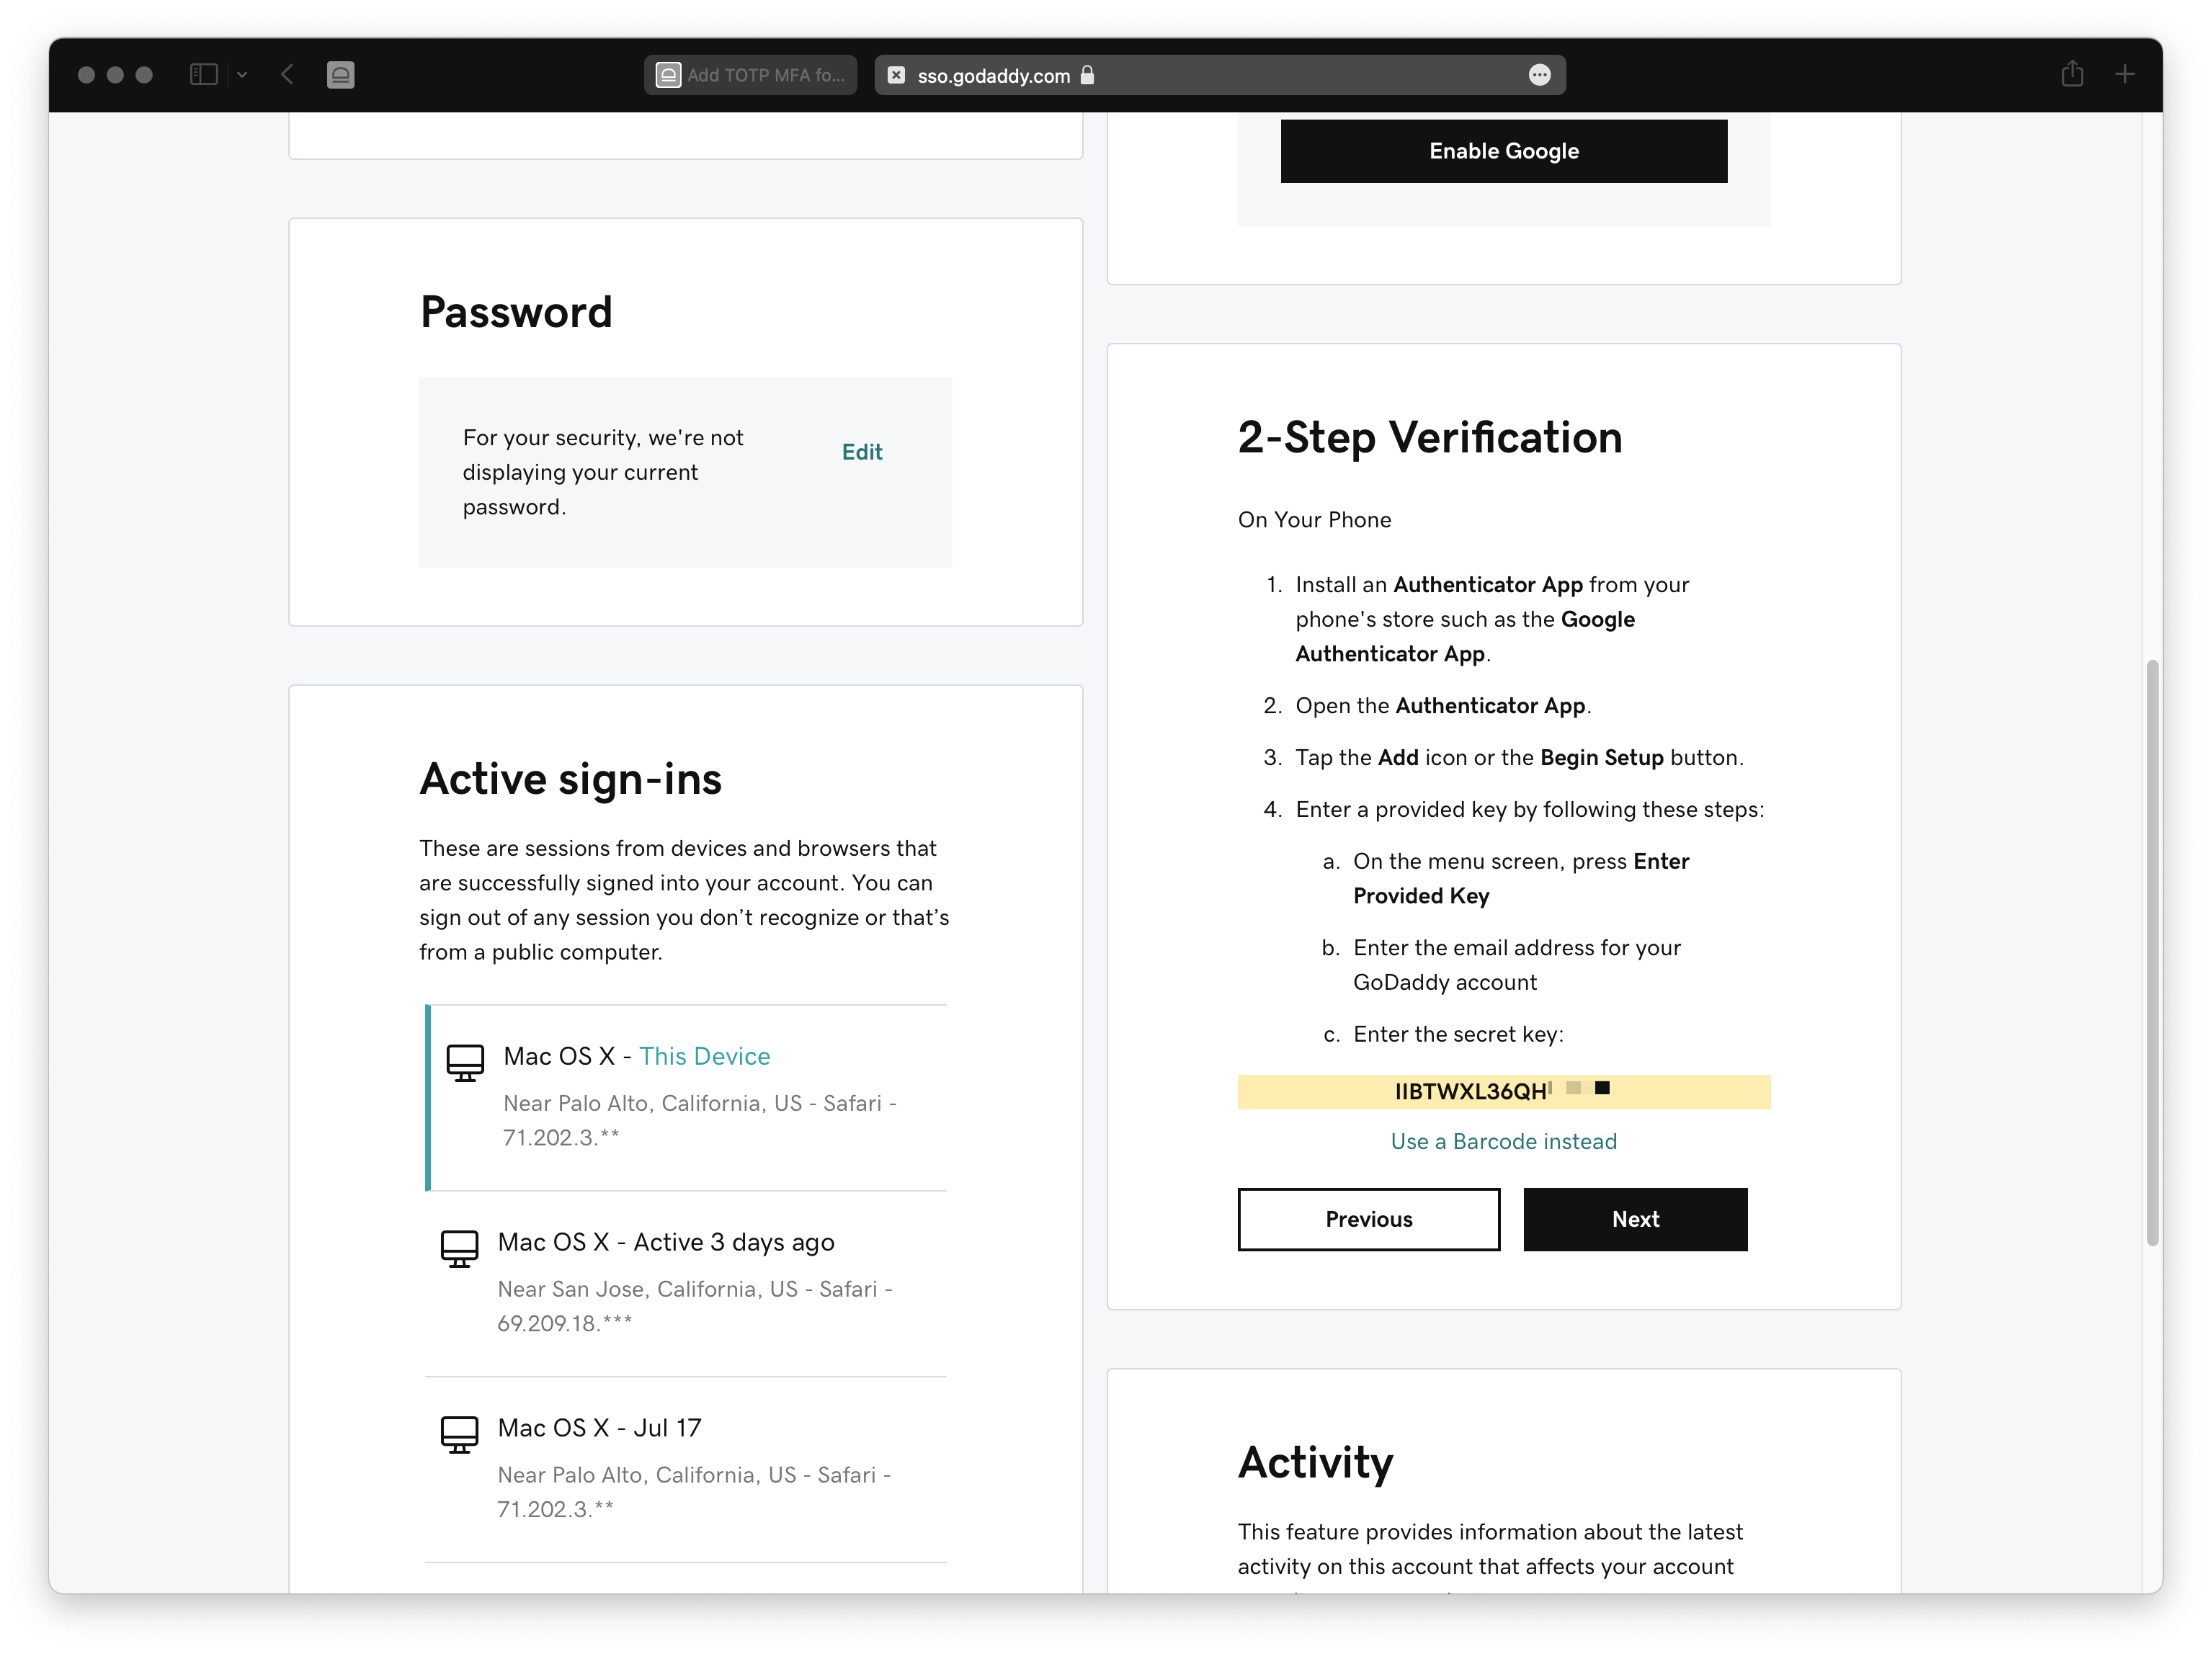 Add TOTP MFA fo...
sso.godaddy.com
Enable Google
Password
For your security, we're not
displaying your current
password.
Edit
Active sign-ins
These are sessions from devices and browsers that
are successfully signed into your account. You can
sign out of any session you don't recognize or that's
from a public computer.
Mac OS X - This Device
Near Palo Alto, California, US - Safari -
71.202.3.**
Mac OS X - Active 3 days ago
Near San Jose, California, US - Safari -
69.209.18.***
Mac OS X - Jul 17
Near Palo Alto, California, US - Safari -
71.202.3.**
2-Step Verification
On Your Phone
1. Install an Authenticator App from your
phone's store such as the Google
Authenticator App.
2. Open the Authenticator App.
3. Tap the Add icon or the Begin Setup button.
4. Enter a provided key by following these steps:
a. On the menu screen, press Enter
Provided Key
b. Enter the email address for your
GoDaddy account
c. Enter the secret key:
IIBTWXL36QH
Use a Barcode instead
Previous
Next
Activity
This feature provides information about the latest
activity on this account that affects your account